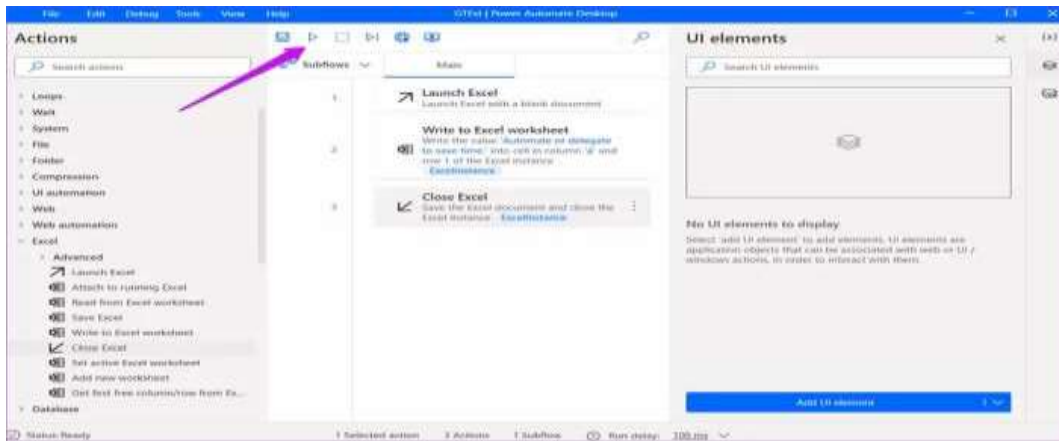 File Edit Debug Tools View Help
GTExl | Power Automate Desktop
Actions
Search actions
Loops
Wait
System
File
Folder
Compression
UI automation
Web
Web automation
Excel
Advanced
Launch Excel
Attach to running Excel
Read from Excel worksheet
Save Excel
Write to Excel worksheet
Close Excel
Set active Excel worksheet
Add new worksheet
Get first free column/row from Ex...
Database
Subflows
Main
1
Launch Excel
Launch Excel with a blank document
2
Write to Excel worksheet
Write the value 'Automate or delegate
to save time.' into cell in column 'a' and
row 1 of the Excel instance
ExcelInstance
3
Close Excel
Save the Excel document and close the
Excel instance ExcelInstance
UI elements
Search UI elements
No UI elements to display
Select 'add UI element' to add elements. UI elements are
application objects that can be associated with web or UI /
windows actions, in order to interact with them.
Add UI element
{x}
Status: Ready
1 Selected action
3 Actions
1 Subflow
Run delay:
100 ms